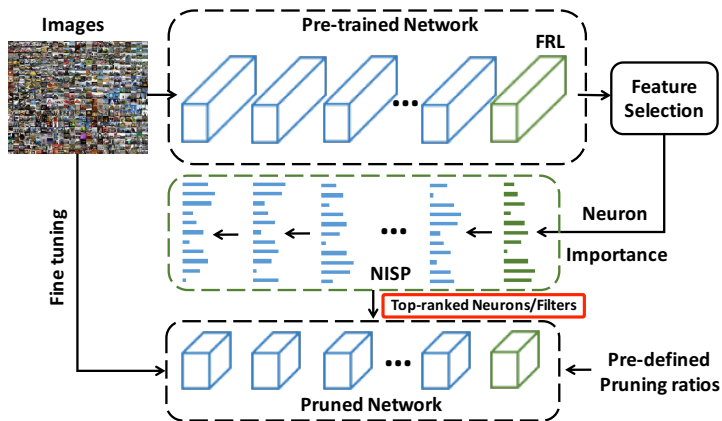 Images
Pre-trained Network
FRL
Feature
Selection
Neuron
Importance
NISP
Fine tuning
Top-ranked Neurons/Filters
Pre-defined
Pruning ratios
Pruned Network